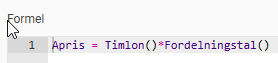 Formel
1 Apris = Timlon()*Fordelningstal()